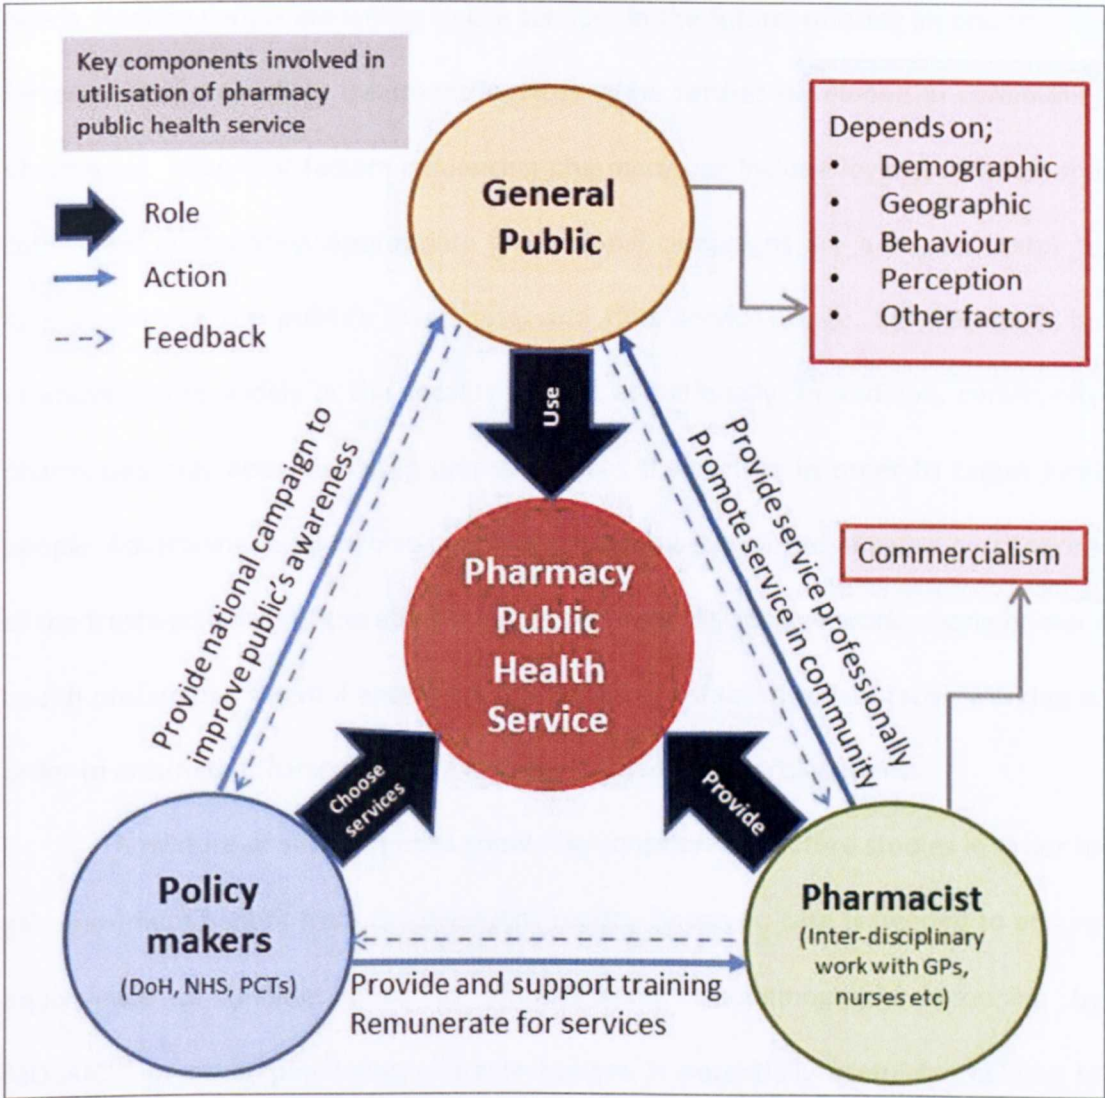 Key components involved in
utilisation of pharmacy
public health service
Role
Action
Feedback
General
Public
Depends on;
• Demographic
• Geographic
• Behaviour
• Perception
• Other factors
Use
Provide national campaign to
improve public's awareness
Provide service professionally
Promote service in community
Pharmacy
Public
Health
Service
Commercialism
Choose
services
Provide
Policy
makers
(DoH, NHS, PCTs)
Pharmacist
(Inter-disciplinary
work with GPs,
nurses etc)
Provide and support training
Remunerate for services